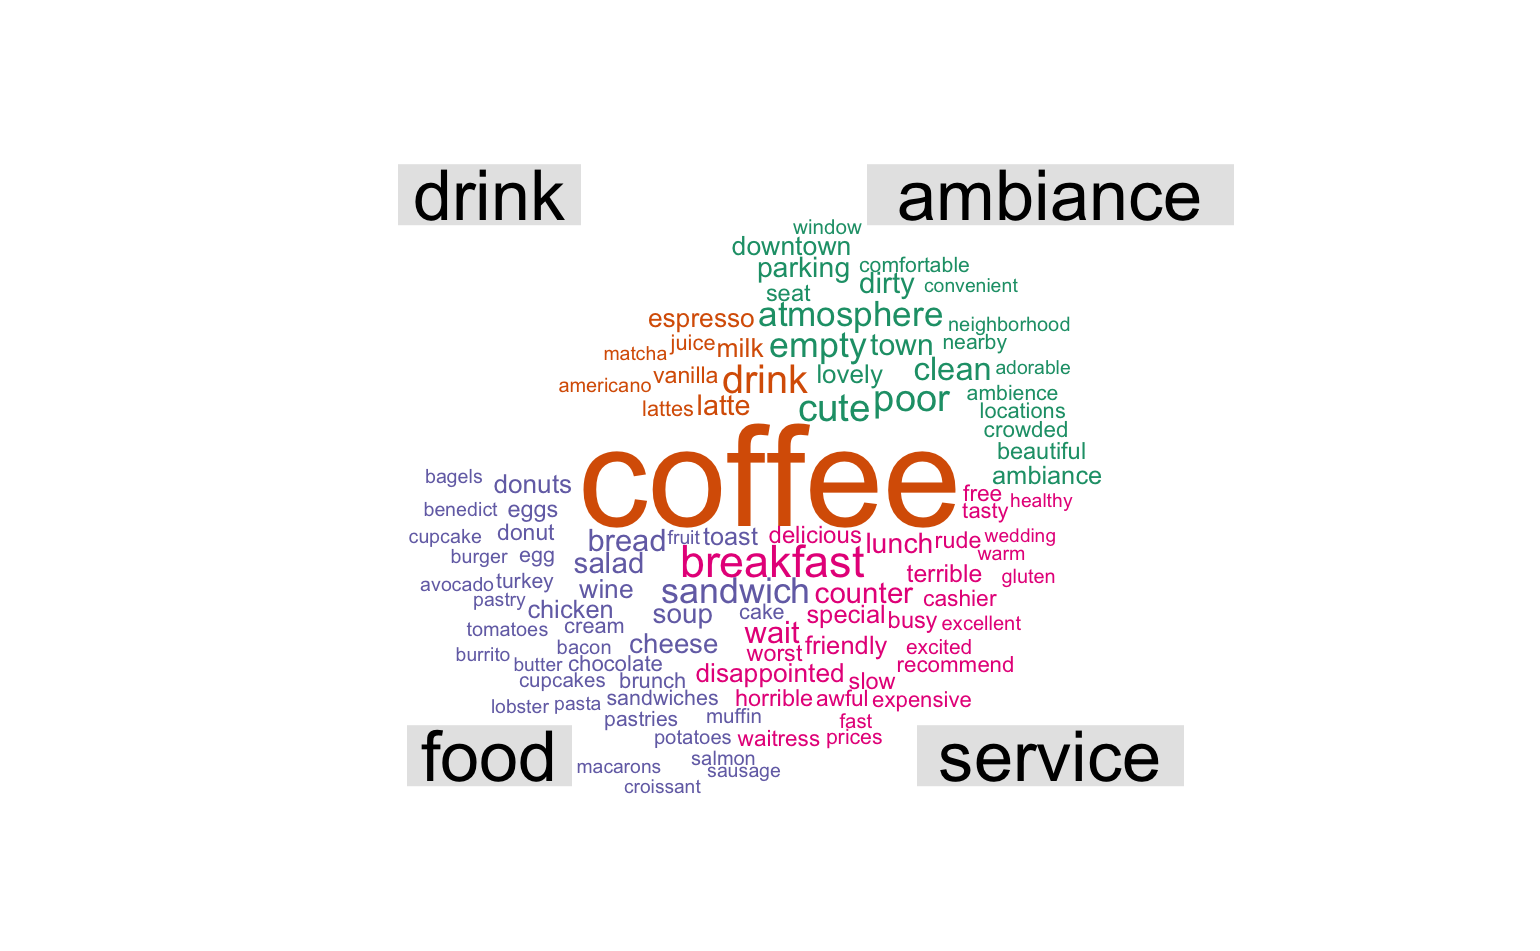 drink ambiance
window
downtown
parking comfortable
dirty convenient
seat
espresso atmosphere neighborhood
matcha juice milk empty town nearby
americano vanilla drink lovely clean adorable
lattes latte cute poor ambience
locations
crowded
beautiful
coffee
ambiance
bagels donuts free healthy
benedict eggs tasty
cupcake donut bread fruit toast delicious lunch rude wedding
burger egg salad breakfast warm
avocado turkey wine sandwich counter terrible gluten
pastry chicken soup cake special cashier
tomatoes cream wait busy excellent
burrito bacon cheese worst friendly excited
butter chocolate recommend
cupcakes brunch disappointed slow
lobster pasta sandwiches horrible awful expensive
pastries muffin fast
potatoes waitress prices
food service
macarons salmon
sausage
croissant